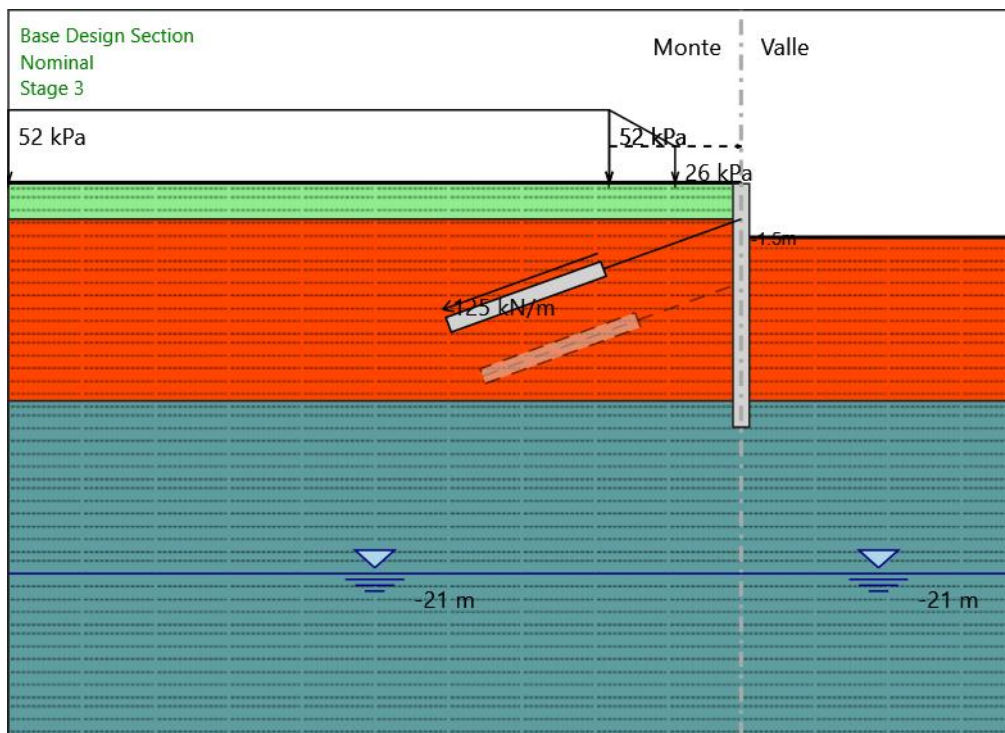 Base Design Section
Nominal
Stage 3
Monte
Valle
52 kPa
52 kPa
26 kPa
-1.5m
125 kN/m
-21 m
-21 m